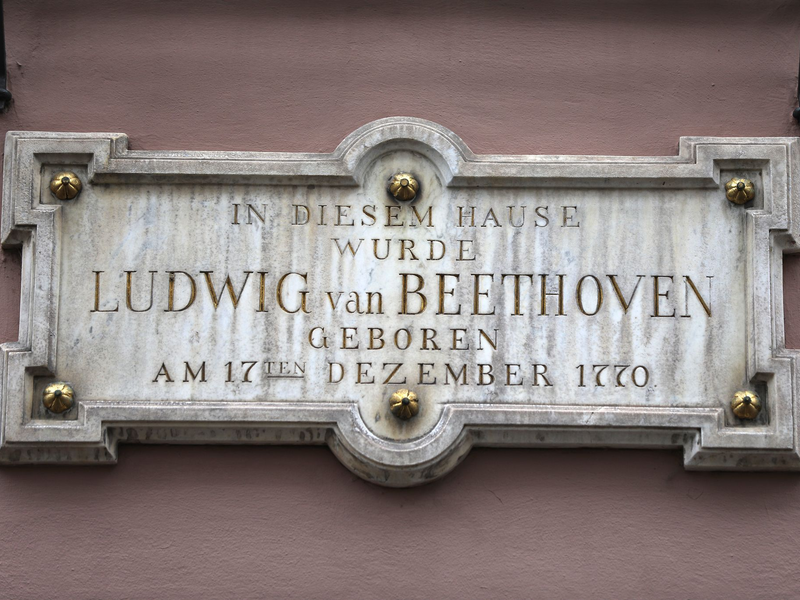 IN DIESEM HAUSE
WURDE
LUDWIG van BEETHOVEN
GEBOREN
AM 17TEN DEZEMBER 1770.